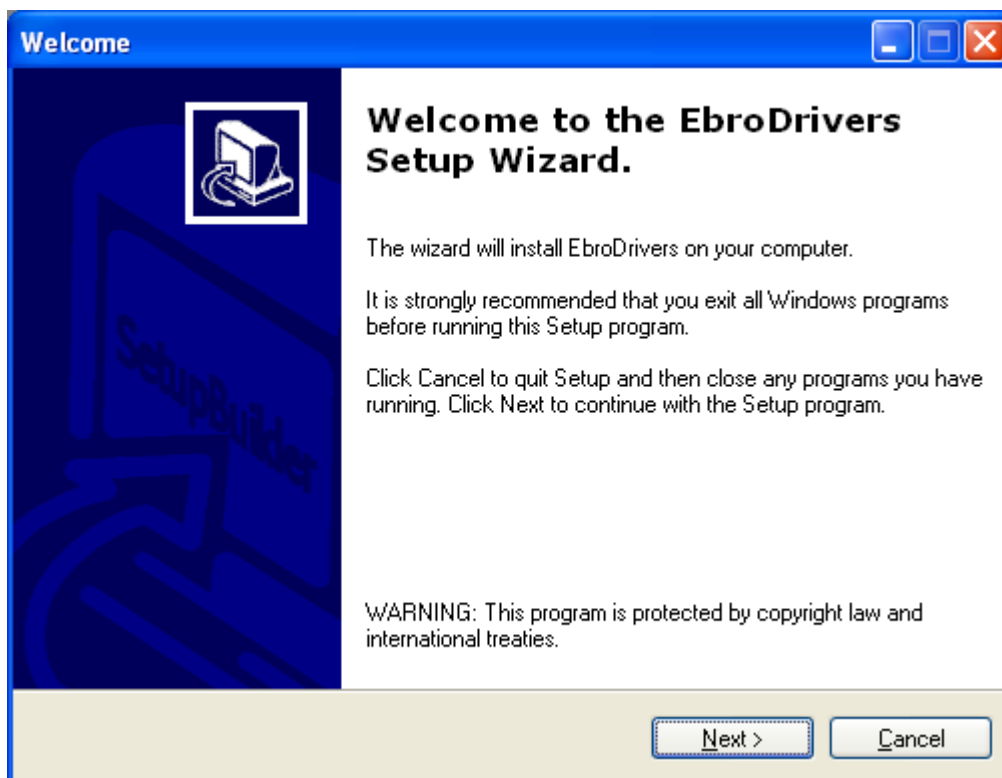 Welcome
Welcome to the EbroDrivers
Setup Wizard.
The wizard will install EbroDrivers on your computer.
It is strongly recommended that you exit all Windows programs
before running this Setup program.
Click Cancel to quit Setup and then close any programs you have
running. Click Next to continue with the Setup program.
SetupBuilder
WARNING: This program is protected by copyright law and
international treaties.
Next >
Cancel